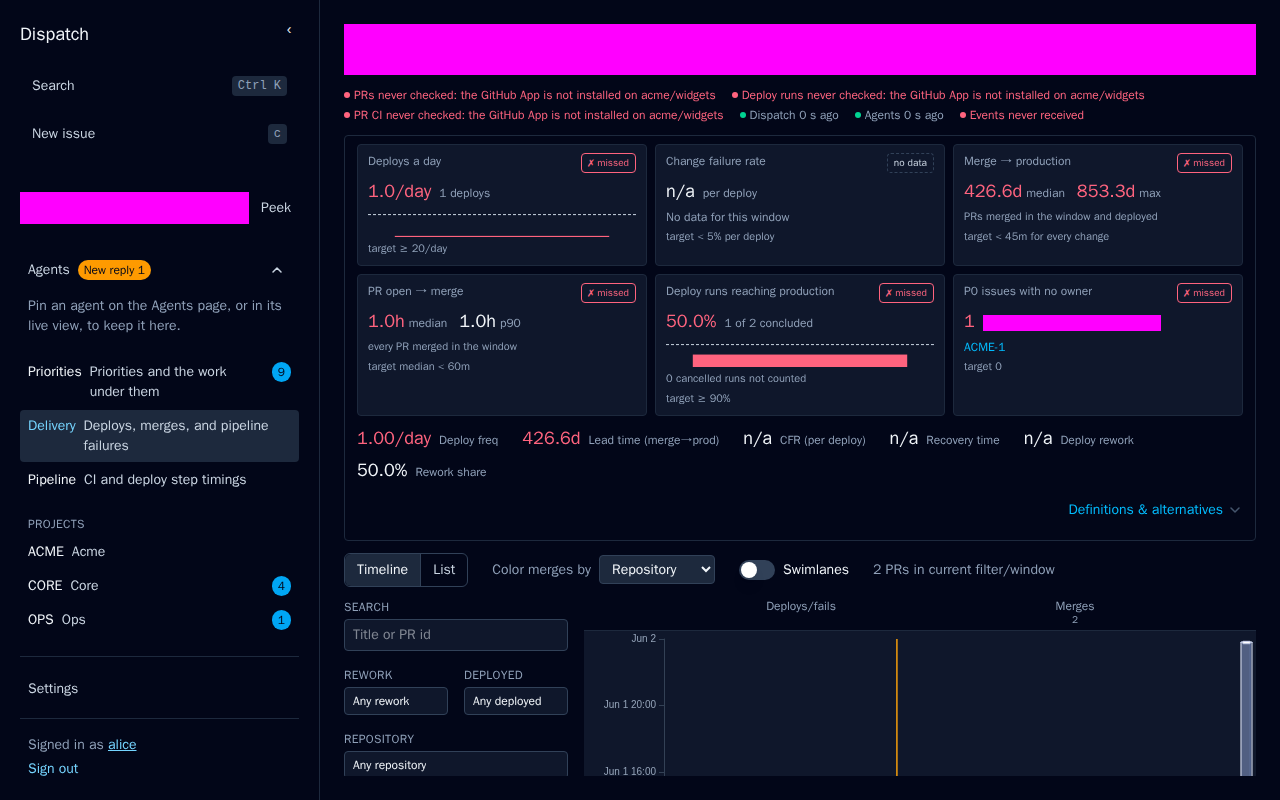 Dispatch
Search
Ctrl K
New issue
C
Peek
Agents
New reply 1
Pin an agent on the Agents page, or in its
live view, to keep it here.
Priorities
Priorities and the work
under them
9
Delivery
Deploys, merges, and pipeline
failures
Pipeline
CI and deploy step timings
PROJECTS
ACME Acme
CORE Core
4
OPS Ops
1
Settings
Signed in as alice
Sign out
PRs never checked: the GitHub App is not installed on acme/widgets
Deploy runs never checked: the GitHub App is not installed on acme/widgets
PR CI never checked: the GitHub App is not installed on acme/widgets
Dispatch 0 s ago
Agents 0 s ago
Events never received
Deploys a day
✗ missed
1.0/day 1 deploys
target ≥ 20/day
Change failure rate
no data
n/a per deploy
No data for this window
target < 5% per deploy
Merge → production
✗ missed
426.6d median 853.3d max
PRs merged in the window and deployed
target < 45m for every change
PR open → merge
✗ missed
1.0h median 1.0h p90
every PR merged in the window
target median < 60m
Deploy runs reaching production
✗ missed
50.0% 1 of 2 concluded
0 cancelled runs not counted
target ≥ 90%
P0 issues with no owner
✗ missed
1
ACME-1
target 0
1.00/day Deploy freq
426.6d Lead time (merge→prod)
n/a CFR (per deploy)
n/a Recovery time
n/a Deploy rework
50.0% Rework share
Definitions & alternatives
Timeline
List
Color merges by
Repository
Swimlanes
2 PRs in current filter/window
SEARCH
Title or PR id
REWORK
DEPLOYED
Any rework
Any deployed
REPOSITORY
Any repository
Deploys/fails
Merges
2
Jun 2
Jun 1 20:00
Jun 1 16:00